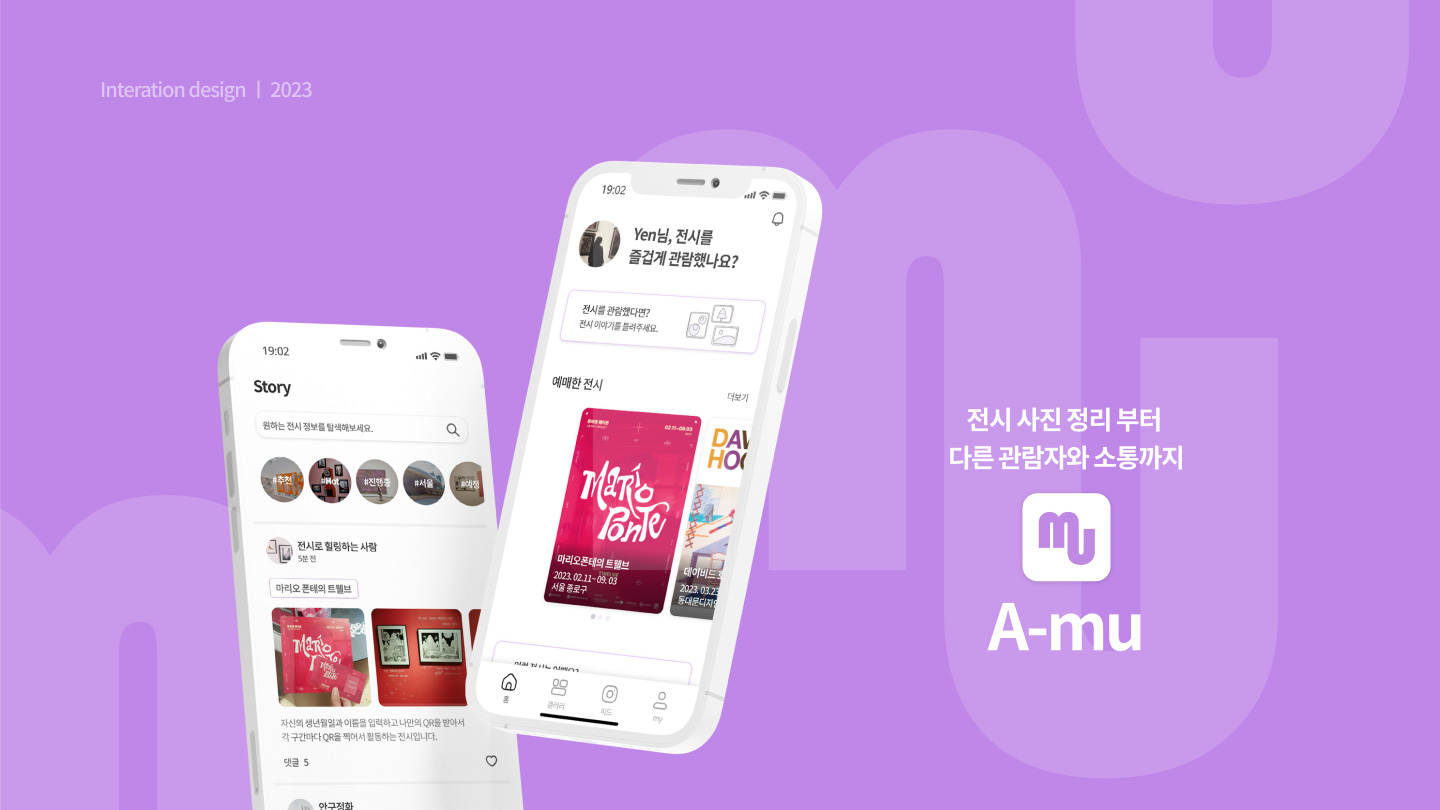 Interation design | 2023
19:02
Story
원하는 전시 정보를 탐색해보세요.
#추천
#Hot
#진행중
#서울
#예정
전시로 힐링하는 사람
5분 전
마리오 폰테의 트웰브
자신의 생년월일과 이름을 입력하고 나만의 QR을 받아서
각 구간마다 QR을 찍어서 활동하는 전시입니다.
댓글 5
안구정화
19:02
Yen님, 전시를
즐겁게 관람했나요?
전시를 관람했다면?
전시 이야기를 들려주세요.
예매한 전시
더보기
02.11–09.03
MaRio
PonTe
마리오폰테의 트웰브
2023. 02.11~ 09. 03
서울 종로구
DAV
HOC
데이비드 호
2023. 03.23
동대문디자인
홈
갤러리
피드
my
전시 사진 정리 부터
다른 관람자와 소통까지
mu
A-mu